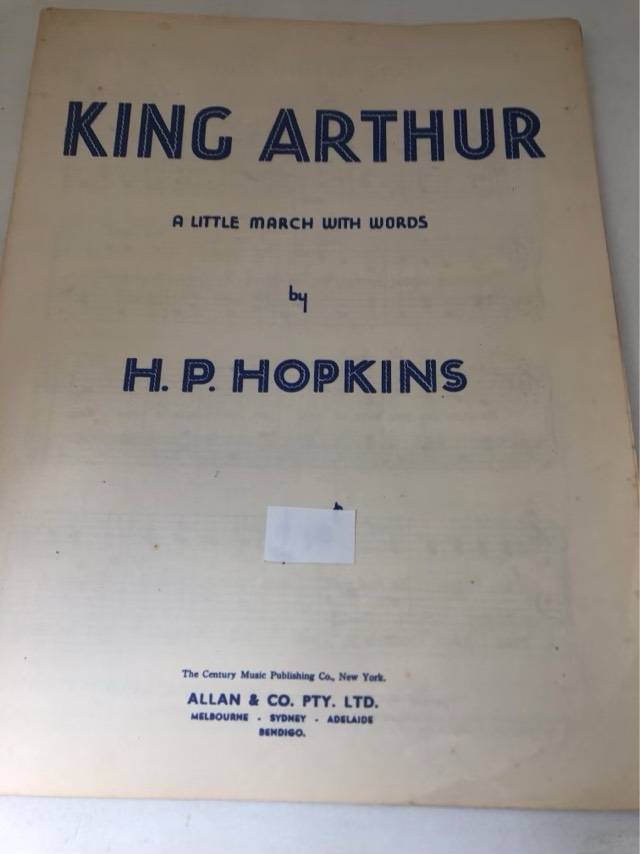 KING ARTHUR
A LITTLE MARCH WITH WORDS
by
H. P. HOPKINS
The Century Music Publishing Co., New York.
ALLAN & CO. PTY. LTD.
MELBOURNE - SYDNEY - ADELAIDE
BENDIGO.